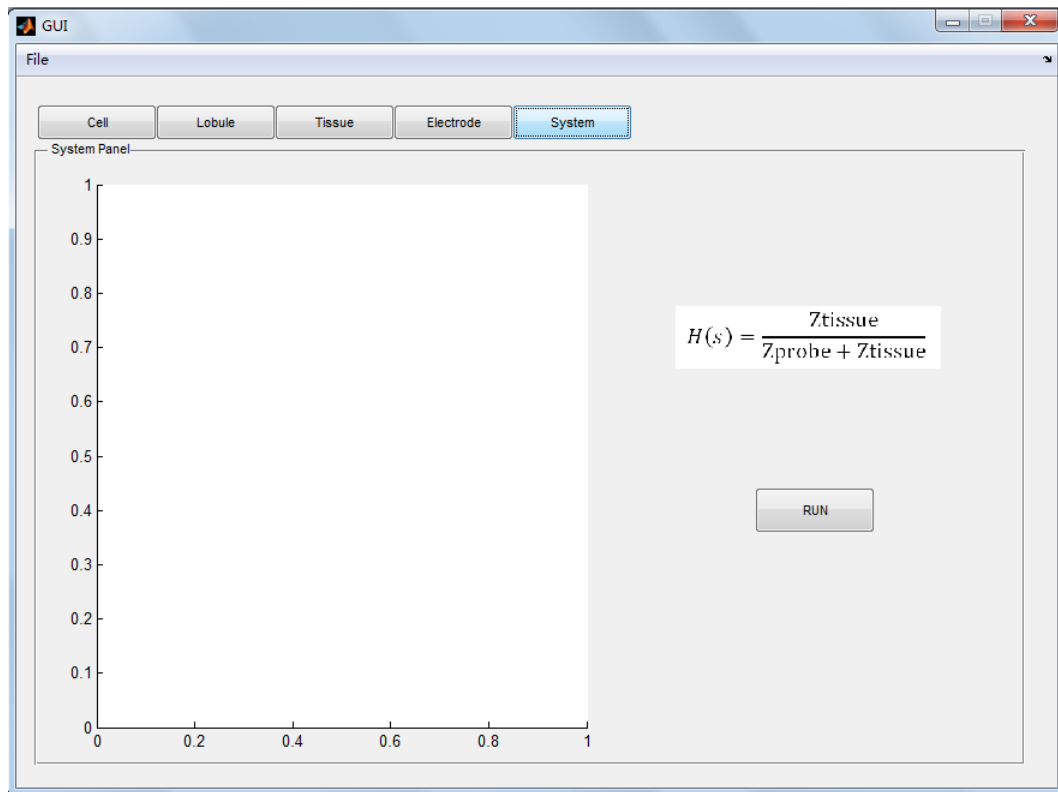 GUI
File
Cell Lobule Tissue Electrode System
System Panel
1
0.9
0.8
0.7
0.6
0.5
0.4
0.3
0.2
0.1
0
0 0.2 0.4 0.6 0.8 1
H(s) = Ztissue / Zprobe + Ztissue
RUN